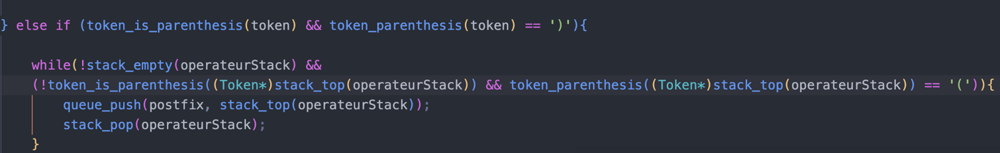 } else if (token_is_parenthesis(token) && token_parenthesis(token) == ')'){
while(!stack_empty(operateurStack) &&
(!token_is_parenthesis((Token*)stack_top(operateurStack)) && token_parenthesis((Token*)stack_top(operateurStack)) == '(')){
queue_push(postfix, stack_top(operateurStack));
stack_pop(operateurStack);
}